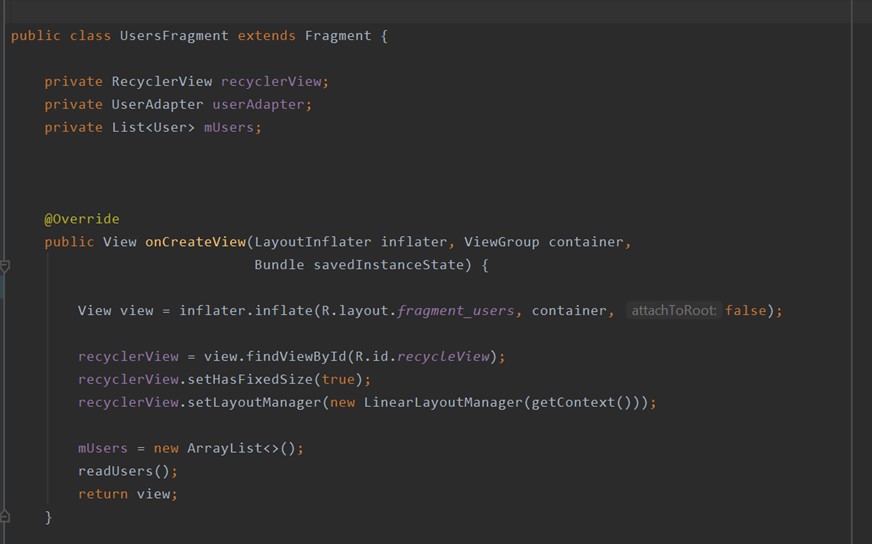 public class UsersFragment extends Fragment {
private RecyclerView recyclerView;
private UserAdapter userAdapter;
private List<User> mUsers;
@Override
public View onCreateView(LayoutInflater inflater, ViewGroup container,
Bundle savedInstanceState) {
View view = inflater.inflate(R.layout.fragment_users, container, attachToRoot: false);
recyclerView = view.findViewById(R.id.recycleView);
recyclerView.setHasFixedSize(true);
recyclerView.setLayoutManager(new LinearLayoutManager(getContext()));
mUsers = new ArrayList<>();
readUsers();
return view;
}